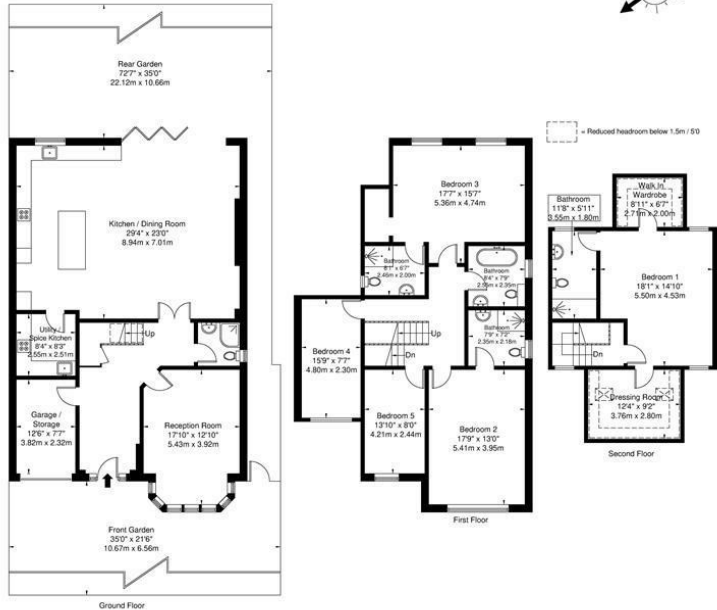 Rear Garden
72'7" x 35'0"
22.12m x 10.66m
Kitchen / Dining Room
29'4" x 23'0"
8.94m x 7.01m
Utility /
Spice Kitchen
8'4" x 8'3"
2.55m x 2.51m
Up
Garage /
Storage
12'6" x 7'7"
3.82m x 2.32m
Reception Room
17'10" x 12'10"
5.43m x 3.92m
Front Garden
35'0" x 21'6"
10.67m x 6.56m
Ground Floor
Bedroom 3
17'7" x 15'7"
5.36m x 4.74m
Bathroom
8'1" x 6'7"
2.46m x 2.00m
Bathroom
8'4" x 7'9"
Bathroom
7'9" x 7'2"
2.35m x 2.18m
Up
Dn
Bedroom 4
15'9" x 7'7"
4.80m x 2.30m
Bedroom 5
13'10" x 8'0"
4.21m x 2.44m
Bedroom 2
17'9" x 13'0"
5.41m x 3.95m
First Floor
= Reduced headroom below 1.5m / 5'0
Bathroom
11'8" x 5'11"
3.55m x 1.80m
Walk In
Wardrobe
8'11" x 6'7"
2.71m x 2.00m
Bedroom 1
18'1" x 14'10"
5.50m x 4.53m
Dn
Dressing Room
12'4" x 9'2"
3.76m x 2.80m
Second Floor